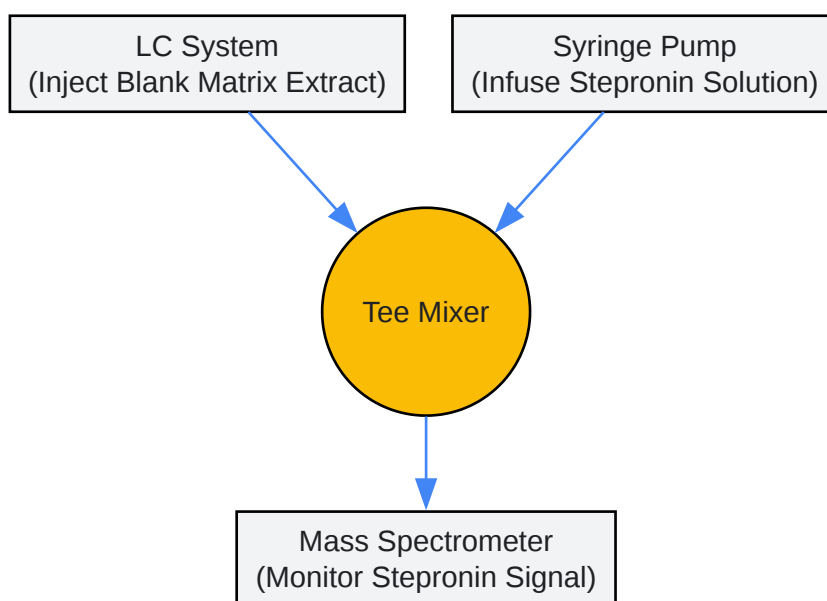 LC System
(Inject Blank Matrix Extract)
Syringe Pump
(Infuse Stepronin Solution)
Tee Mixer
Mass Spectrometer
(Monitor Stepronin Signal)